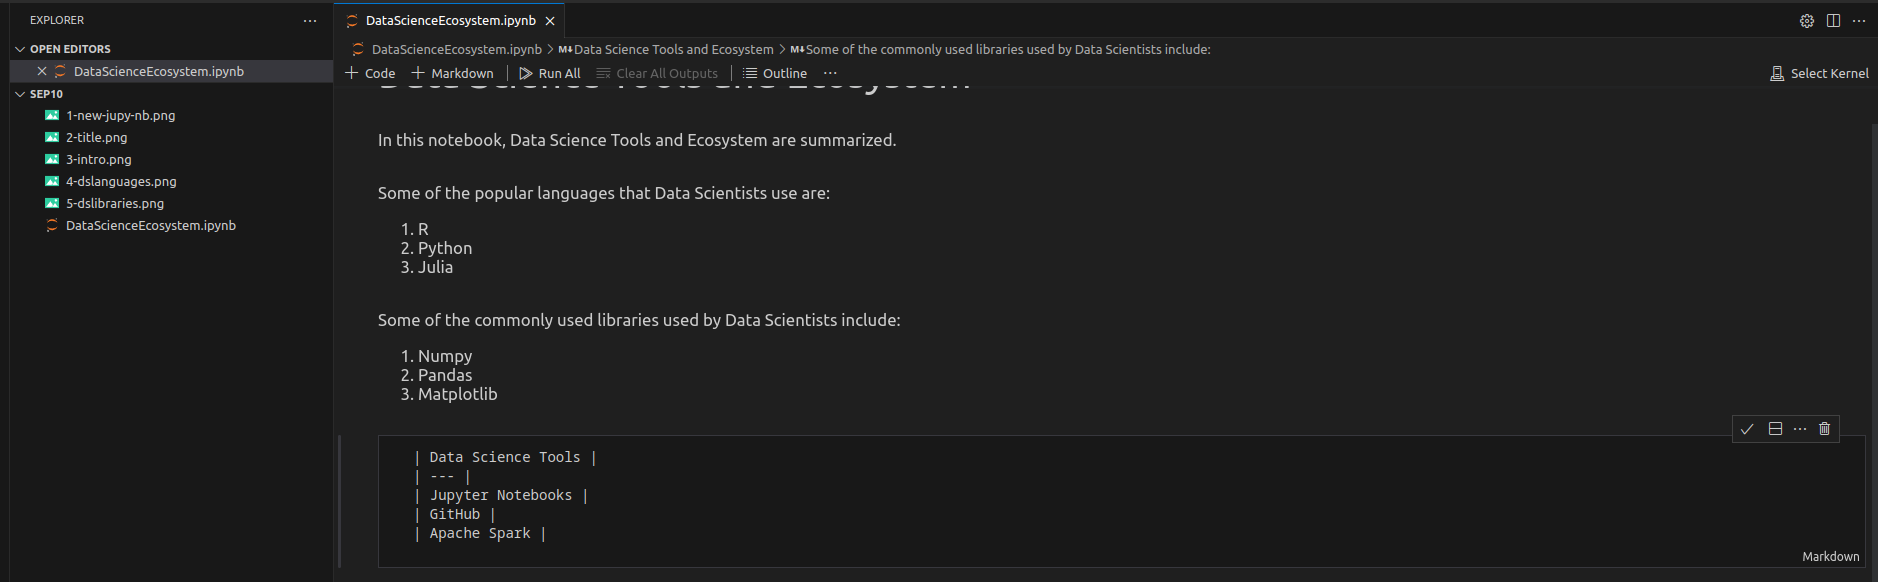 EXPLORER
OPEN EDITORS
DataScienceEcosystem.ipynb
SEP10
1-new-jupy-nb.png
2-title.png
3-intro.png
4-dslanguages.png
5-dslibraries.png
DataScienceEcosystem.ipynb
DataScienceEcosystem.ipynb
DataScienceEcosystem.ipynb > M↓Data Science Tools and Ecosystem > M↓Some of the commonly used libraries used by Data Scientists include:
+ Code + Markdown | Run All Clear All Outputs | Outline ··· Select Kernel
Data Science Tools and Ecosystem
In this notebook, Data Science Tools and Ecosystem are summarized.
Some of the popular languages that Data Scientists use are:
1. R
2. Python
3. Julia
Some of the commonly used libraries used by Data Scientists include:
1. Numpy
2. Pandas
3. Matplotlib
| Data Science Tools |
| --- |
| Jupyter Notebooks |
| GitHub |
| Apache Spark |
Markdown